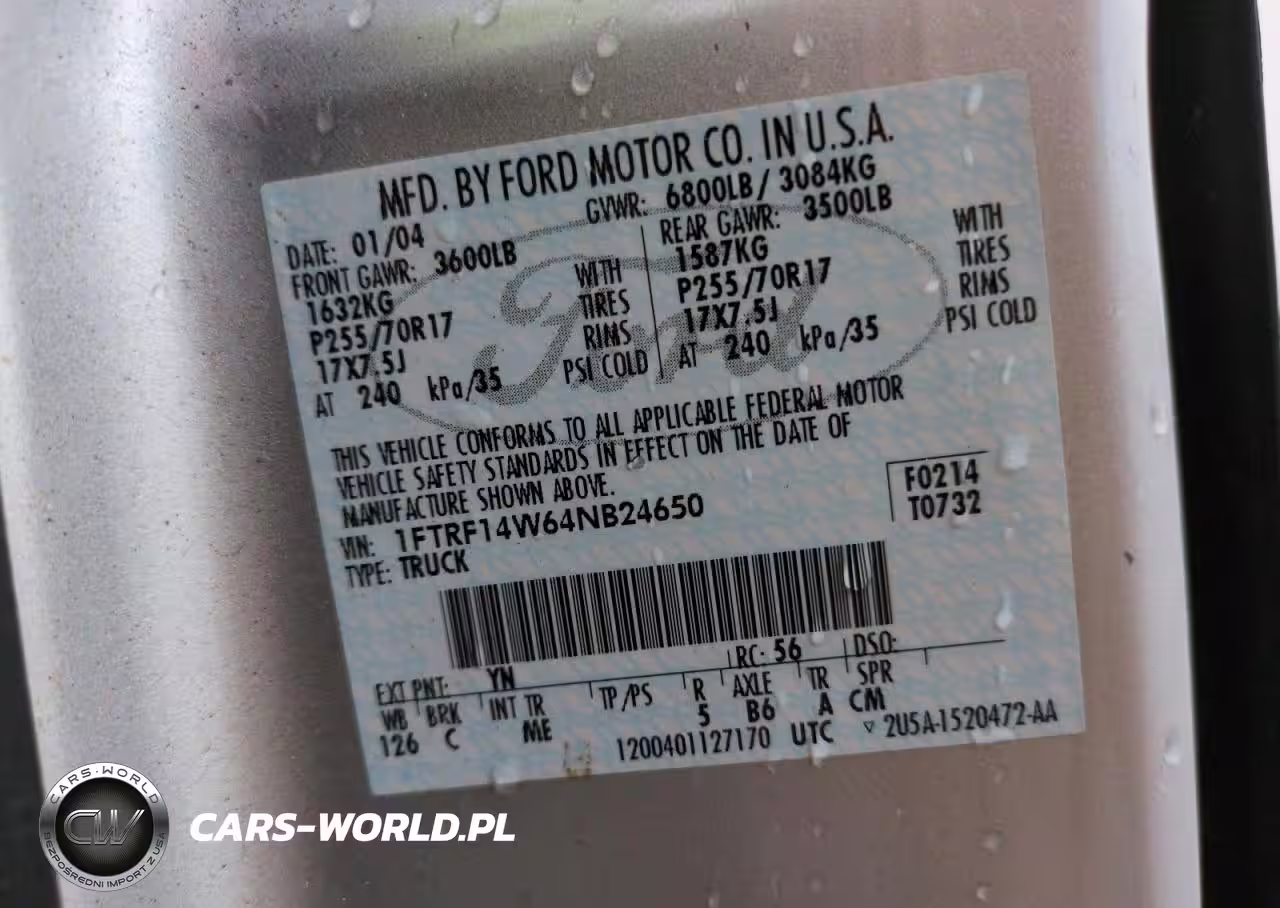 MFD. BY FORD MOTOR CO. IN U.S.A.
DATE: 01/04 GVWR: 6800LB / 3084KG
FRONT GAWR: 3600LB REAR GAWR: 3500LB
1632KG WITH 1587KG WITH
P255/70R17 TIRES P255/70R17 TIRES
17X7.5J RIMS 17X7.5J RIMS
AT 240 kPa/35 PSI COLD AT 240 kPa/35 PSI COLD
Ford
THIS VEHICLE CONFORMS TO ALL APPLICABLE FEDERAL MOTOR
VEHICLE SAFETY STANDARDS IN EFFECT ON THE DATE OF
MANUFACTURE SHOWN ABOVE.
F0214
VIN: 1FTRF14W64NB24650 T0732
TYPE: TRUCK
EXT PNT: YN RC: 56 DSO:
WB BRK INT TR TP/PS R AXLE TR SPR
126 C ME 5 B6 A CM
1200401127170 UTC ▽ 2U5A-1520472-AA
CARS-WORLD
CW
BEZPOŚREDNI IMPORT Z USA
CARS-WORLD.PL